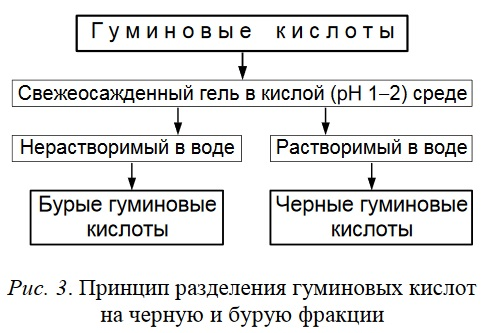 Гуминовые кислоты
Свежеосажденный гель в кислой (pH 1–2) среде
Нерастворимый в воде
Растворимый в воде
Бурые гуминовые
кислоты
Черные гуминовые
кислоты
Рис. 3. Принцип разделения гуминовых кислот
на черную и бурую фракции